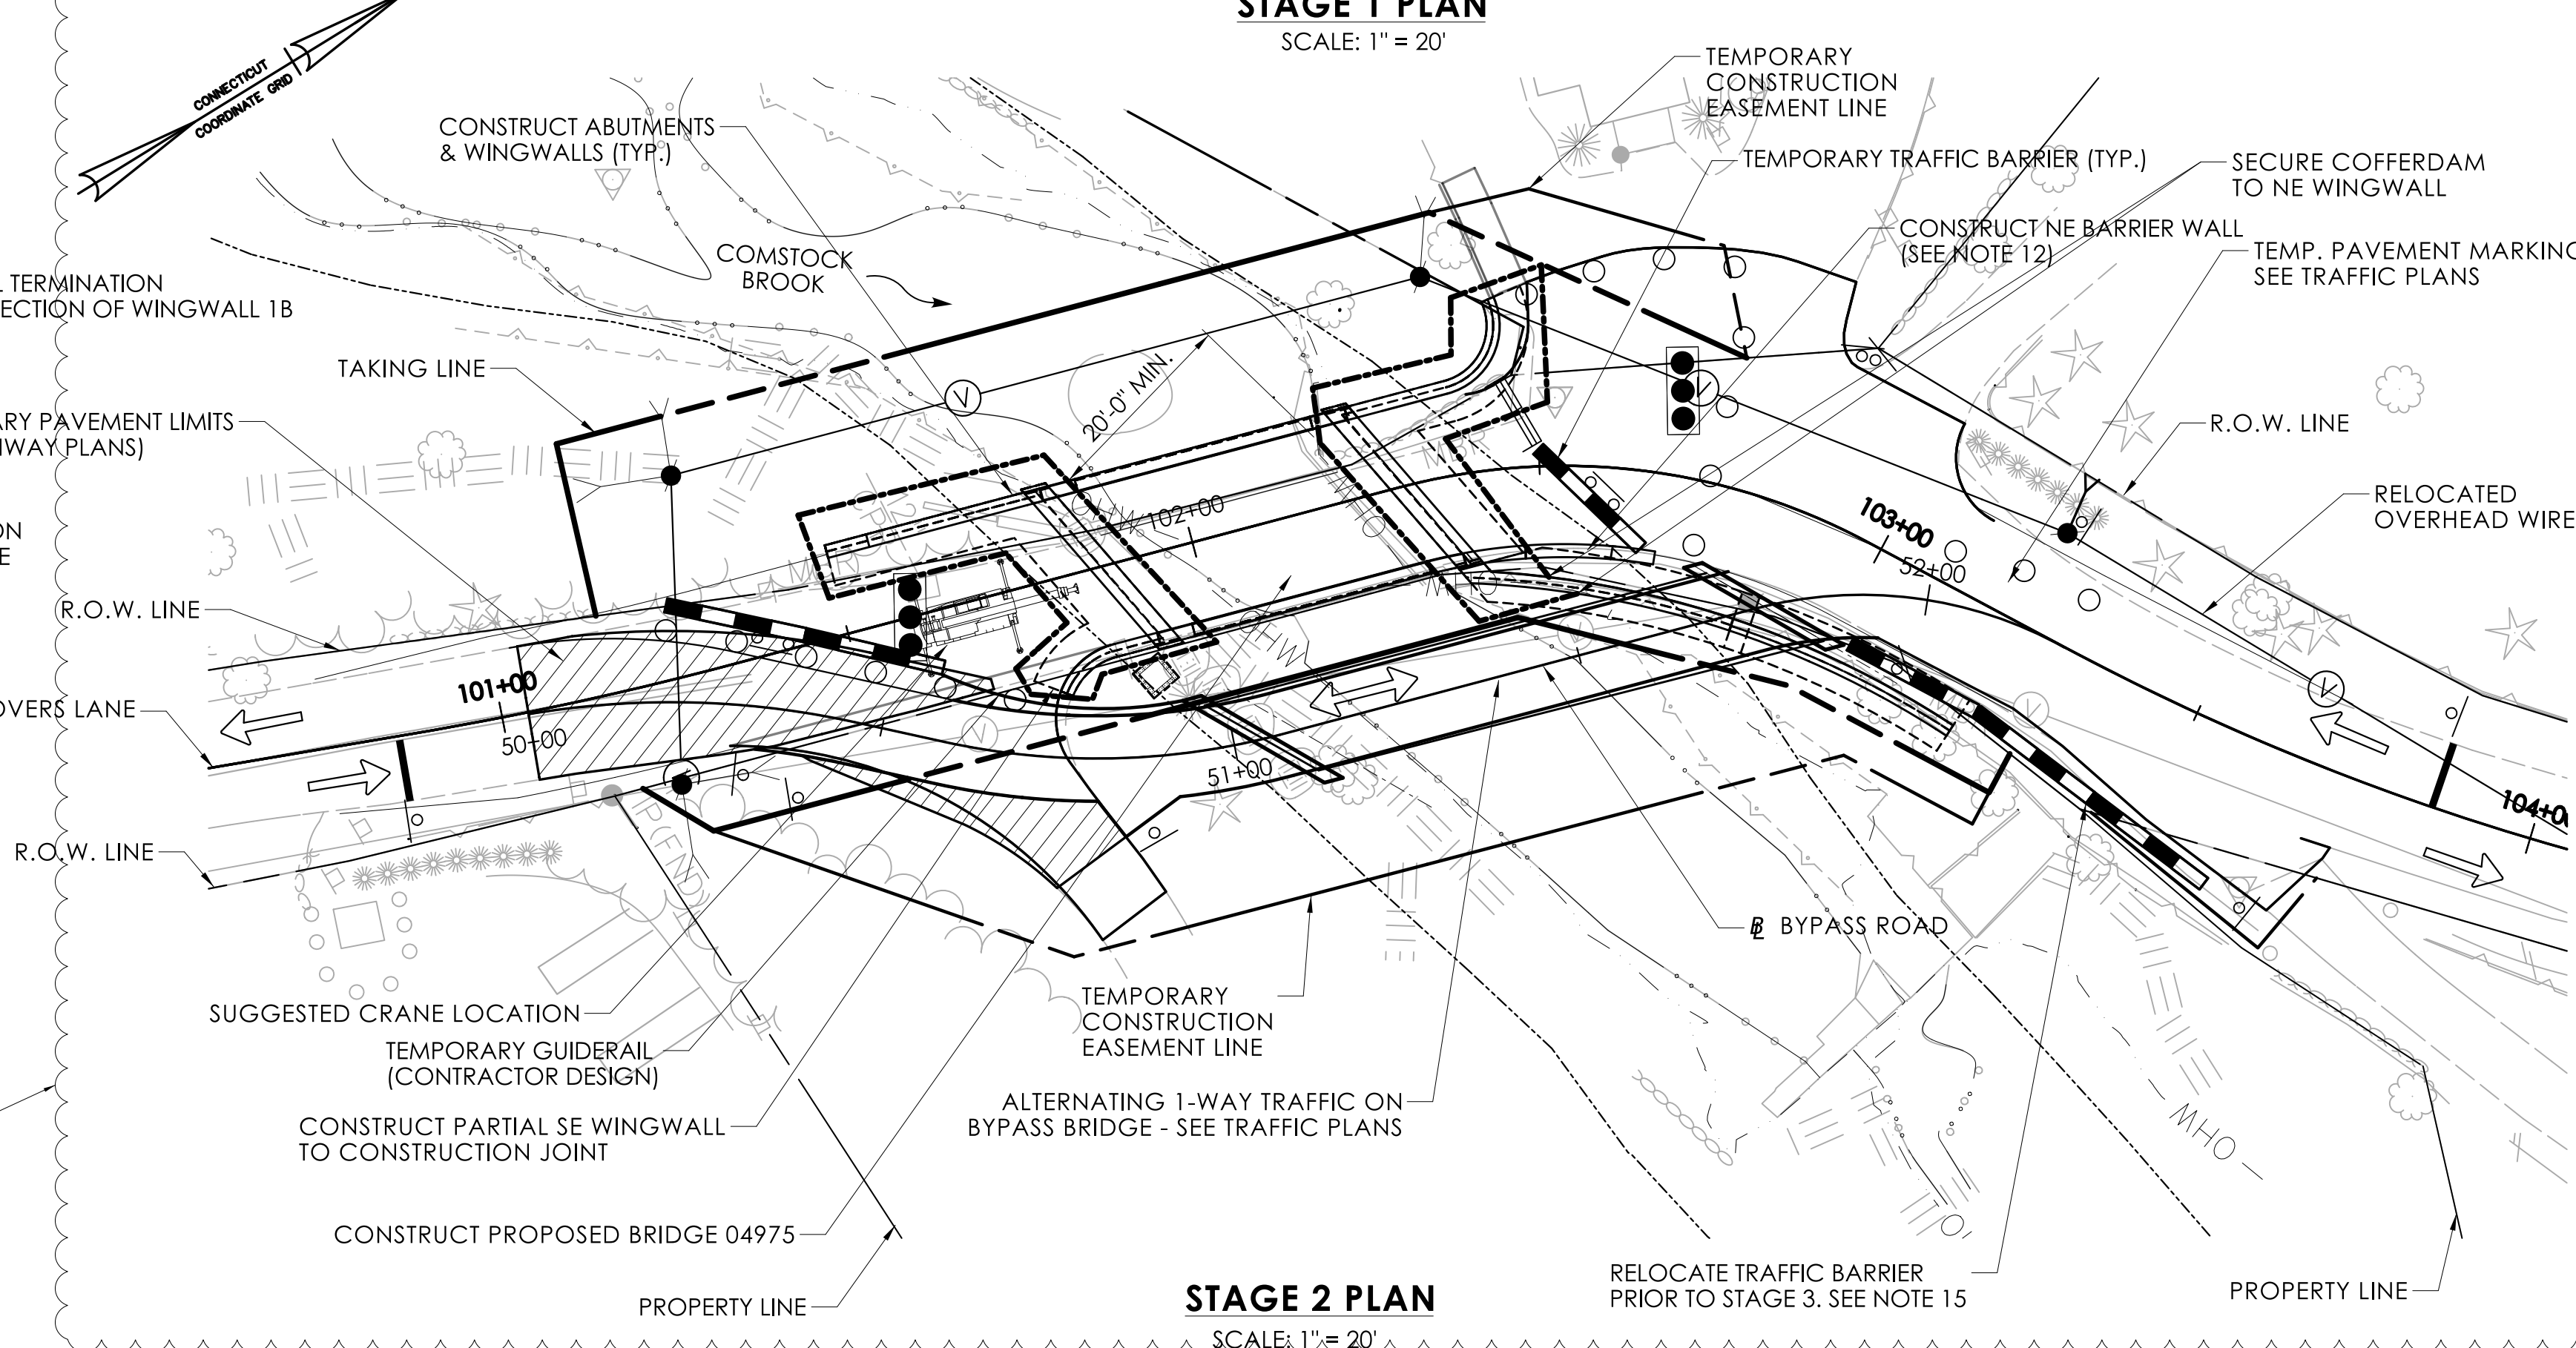 STAGE 1 PLAN
SCALE: 1" = 20'
CONNECTICUT
COORDINATE GRID
TEMPORARY
CONSTRUCTION
EASEMENT LINE
CONSTRUCT ABUTMENTS
& WINGWALLS (TYP.)
TEMPORARY TRAFFIC BARRIER (TYP.)
SECURE COFFERDAM
TO NE WINGWALL
CONSTRUCT NE BARRIER WALL
(SEE NOTE 12)
TEMP. PAVEMENT MARKING
SEE TRAFFIC PLANS
COMSTOCK
BROOK
TERMINATION
ECTION OF WINGWALL 1B
TAKING LINE
20'-0" MIN.
V
V
ARY PAVEMENT LIMITS
WAY PLANS)
R.O.W. LINE
MBR
RELOCATED
OVERHEAD WIRE
102+00
103+00
52+00
ON
E
R.O.W. LINE
101+00
50+00
OVERS LANE
51+00
V
V
V
104+0
R.O.W. LINE
BYPASS ROAD
SUGGESTED CRANE LOCATION
TEMPORARY
CONSTRUCTION
EASEMENT LINE
TEMPORARY GUIDERAIL
(CONTRACTOR DESIGN)
ALTERNATING 1-WAY TRAFFIC ON
BYPASS BRIDGE - SEE TRAFFIC PLANS
CONSTRUCT PARTIAL SE WINGWALL
TO CONSTRUCTION JOINT
OHW
CONSTRUCT PROPOSED BRIDGE 04975
RELOCATE TRAFFIC BARRIER
PRIOR TO STAGE 3. SEE NOTE 15
PROPERTY LINE
PROPERTY LINE
STAGE 2 PLAN
SCALE: 1" = 20'